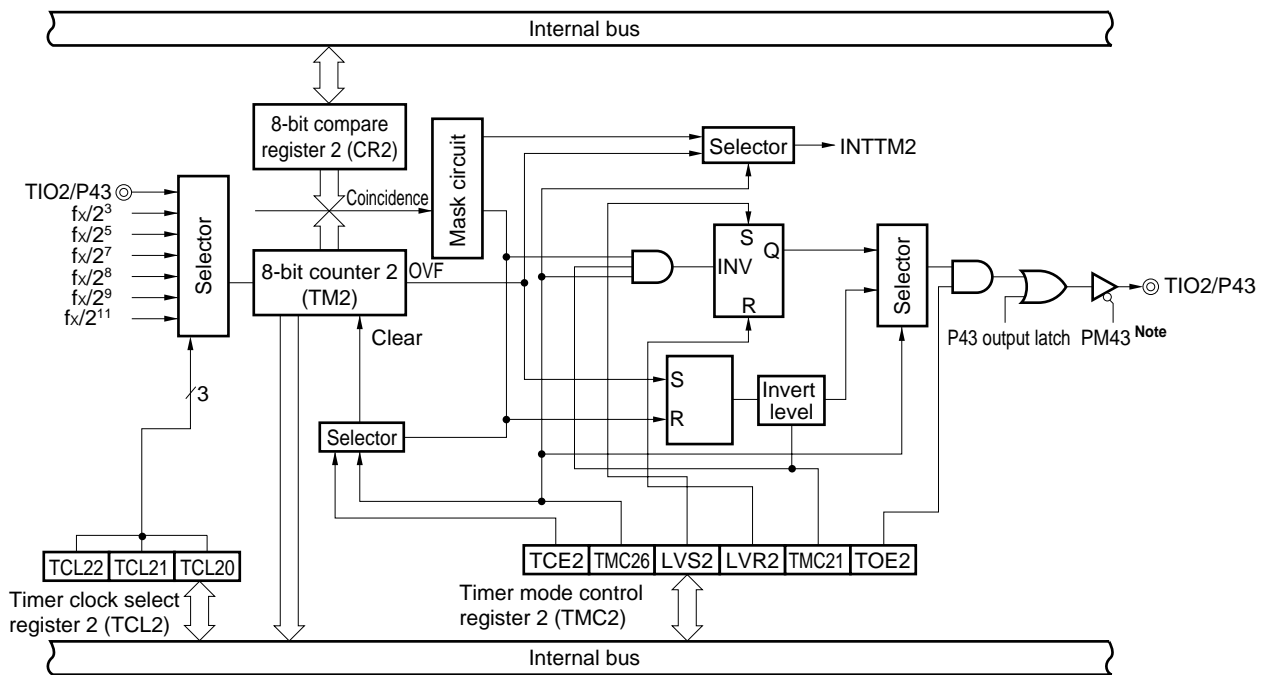 Internal bus
8-bit compare
register 2 (CR2)
Mask circuit
Selector
INTTM2
TIO2/P43
fx/2³
fx/2⁵
fx/2⁷
fx/2⁸
fx/2⁹
fx/2¹¹
Selector
Coincidence
8-bit counter 2
(TM2)
OVF
S
INV
Q
R
Selector
TIO2/P43
P43 output latch
PM43 Note
Clear
3
S
R
Invert
level
Selector
TCL22
TCL21
TCL20
TCE2
TMC26
LVS2
LVR2
TMC21
TOE2
Timer clock select
register 2 (TCL2)
Timer mode control
register 2 (TMC2)
Internal bus